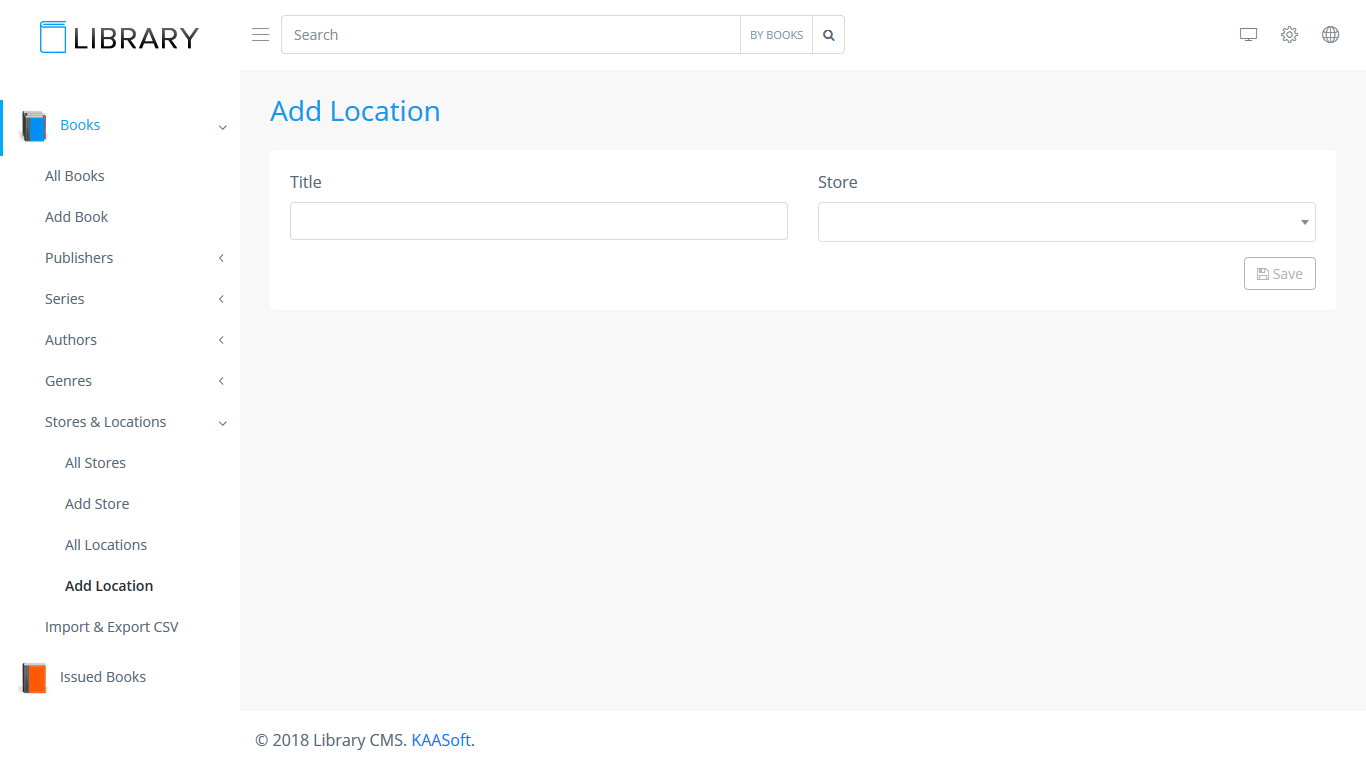 LIBRARY
Search
BY BOOKS
Books
All Books
Add Book
Publishers
Series
Authors
Genres
Stores & Locations
All Stores
Add Store
All Locations
Add Location
Import & Export CSV
Issued Books
Add Location
Title
Store
Save
© 2018 Library CMS. KAASoft.